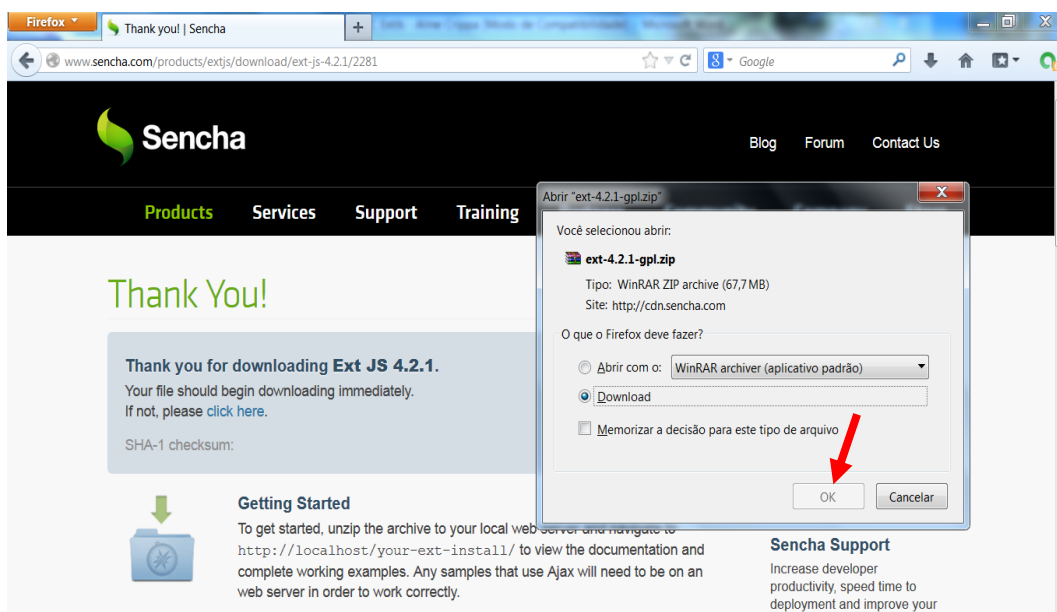 Firefox
Thank you! | Sencha
www.sencha.com/products/extjs/download/ext-js-4.2.1/2281
Google
Sencha
Blog Forum Contact Us
Products Services Support Training
Abrir "ext-4.2.1-gpl.zip"
Você selecionou abrir:
ext-4.2.1-gpl.zip
Tipo: WinRAR ZIP archive (67,7 MB)
Site: http://cdn.sencha.com
O que o Firefox deve fazer?
Abrir com o: WinRAR archiver (aplicativo padrão)
Download
Memorizar a decisão para este tipo de arquivo
OK Cancelar
Thank You!
Thank you for downloading Ext JS 4.2.1.
Your file should begin downloading immediately.
If not, please click here.
SHA-1 checksum:
Getting Started
To get started, unzip the archive to your local web server and navigate to
http://localhost/your-ext-install/ to view the documentation and
complete working examples. Any samples that use Ajax will need to be on an
web server in order to work correctly.
Sencha Support
Increase developer
productivity, speed time to
deployment and improve your